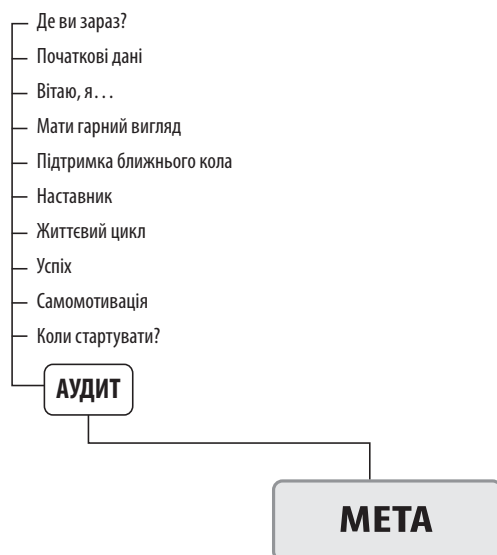 Де ви зараз?
Початкові дані
Вітаю, я…
Мати гарний вигляд
Підтримка ближнього кола
Наставник
Життєвий цикл
Успіх
Самомотивація
Коли стартувати?
АУДИТ
МЕТА